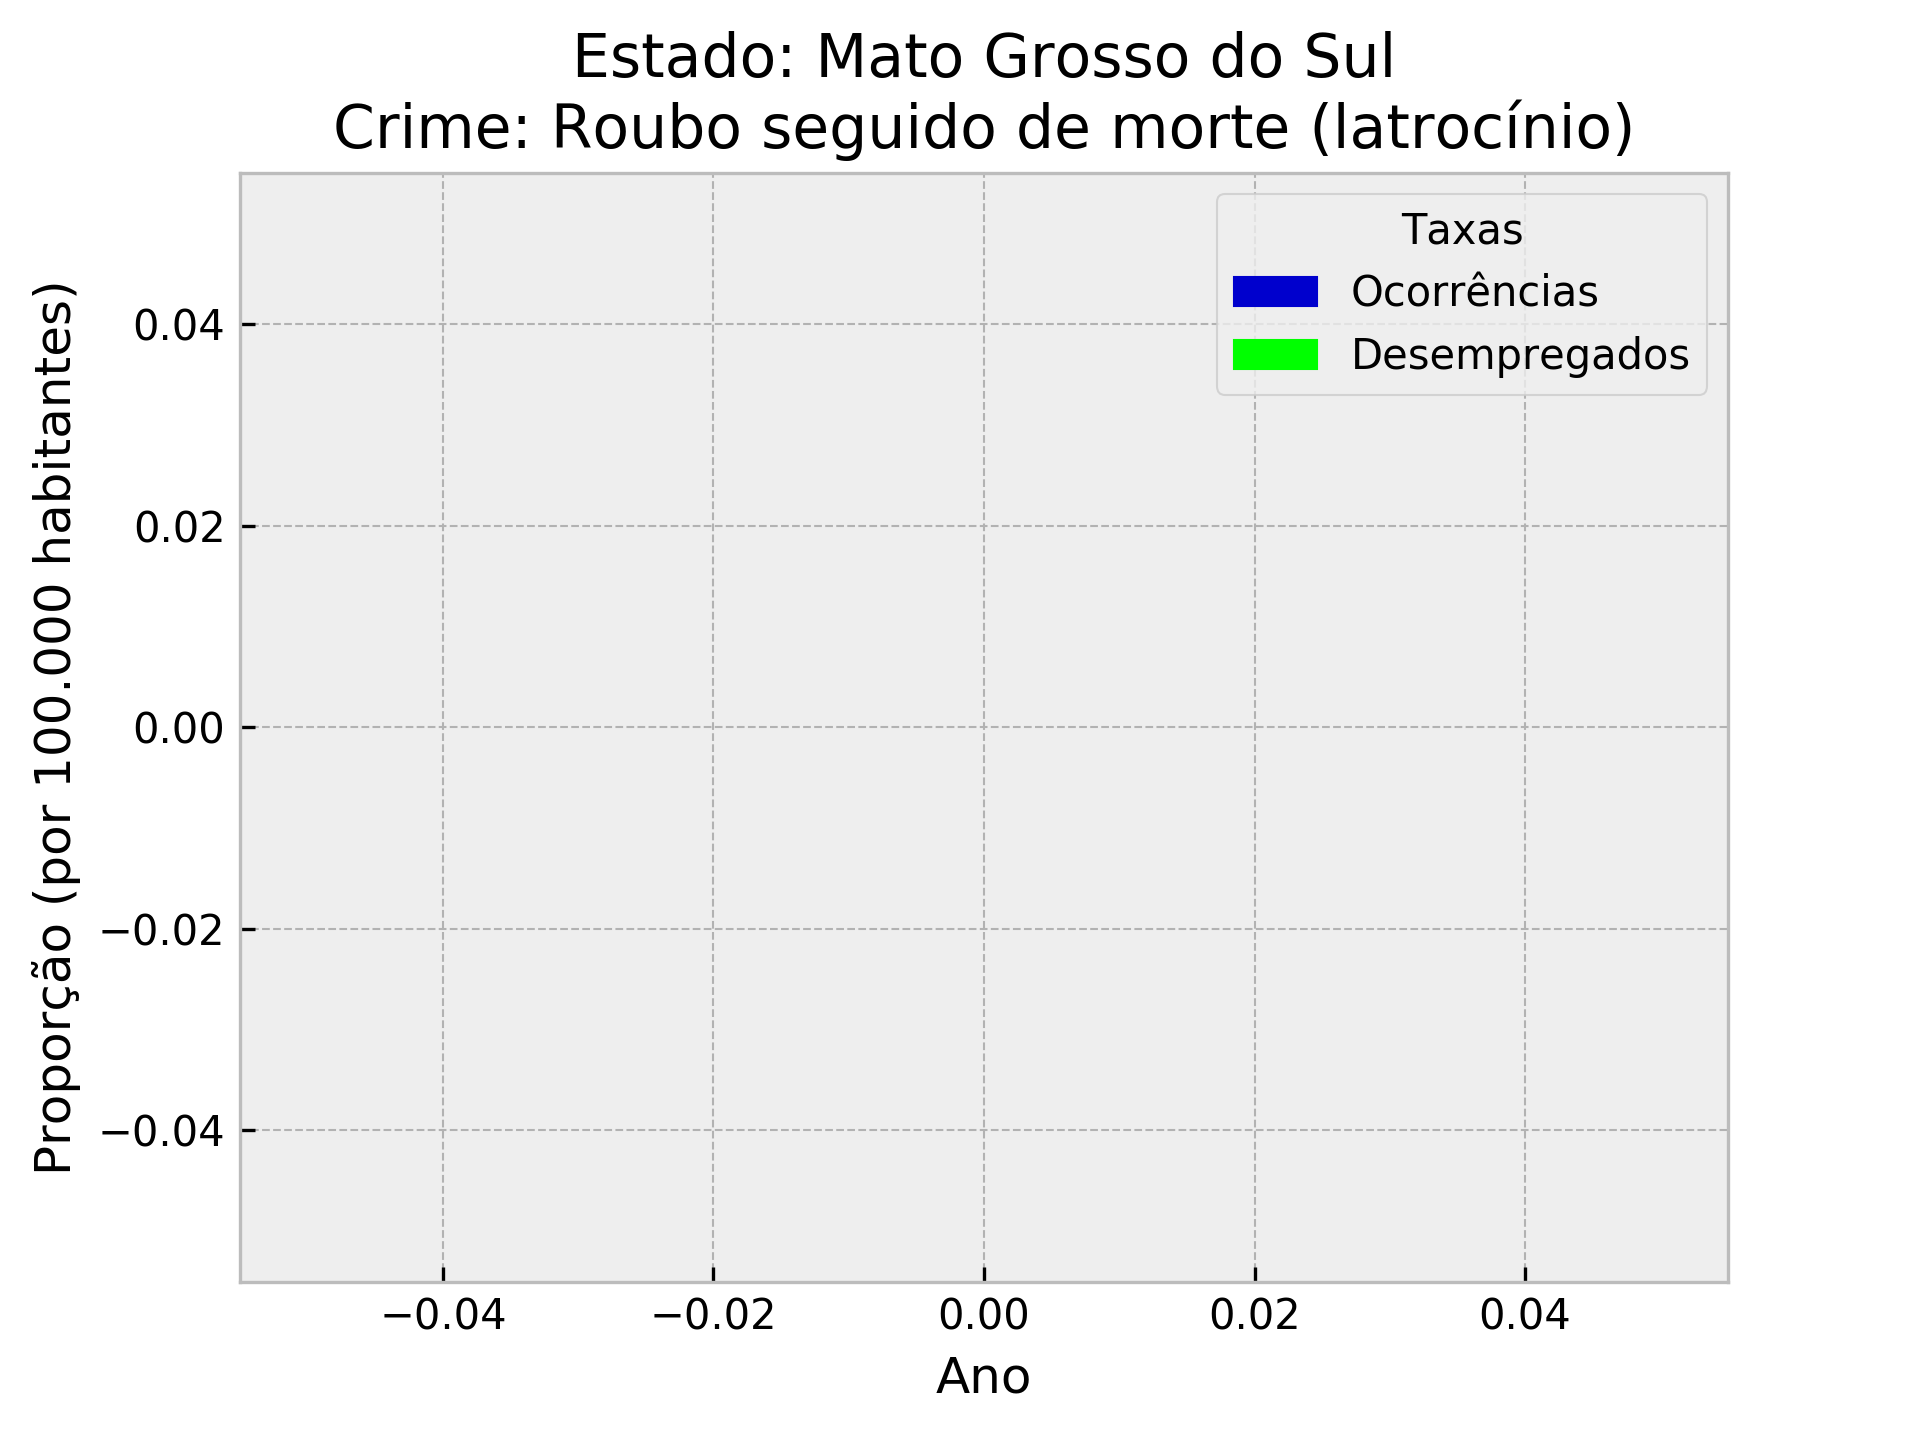 Estado: Mato Grosso do Sul
Crime: Roubo seguido de morte (latrocínio)
Taxas
Ocorrências
Desempregados
Proporção (por 100.000 habitantes)
0.04
0.02
0.00
−0.02
−0.04
−0.04 −0.02 0.00 0.02 0.04
Ano